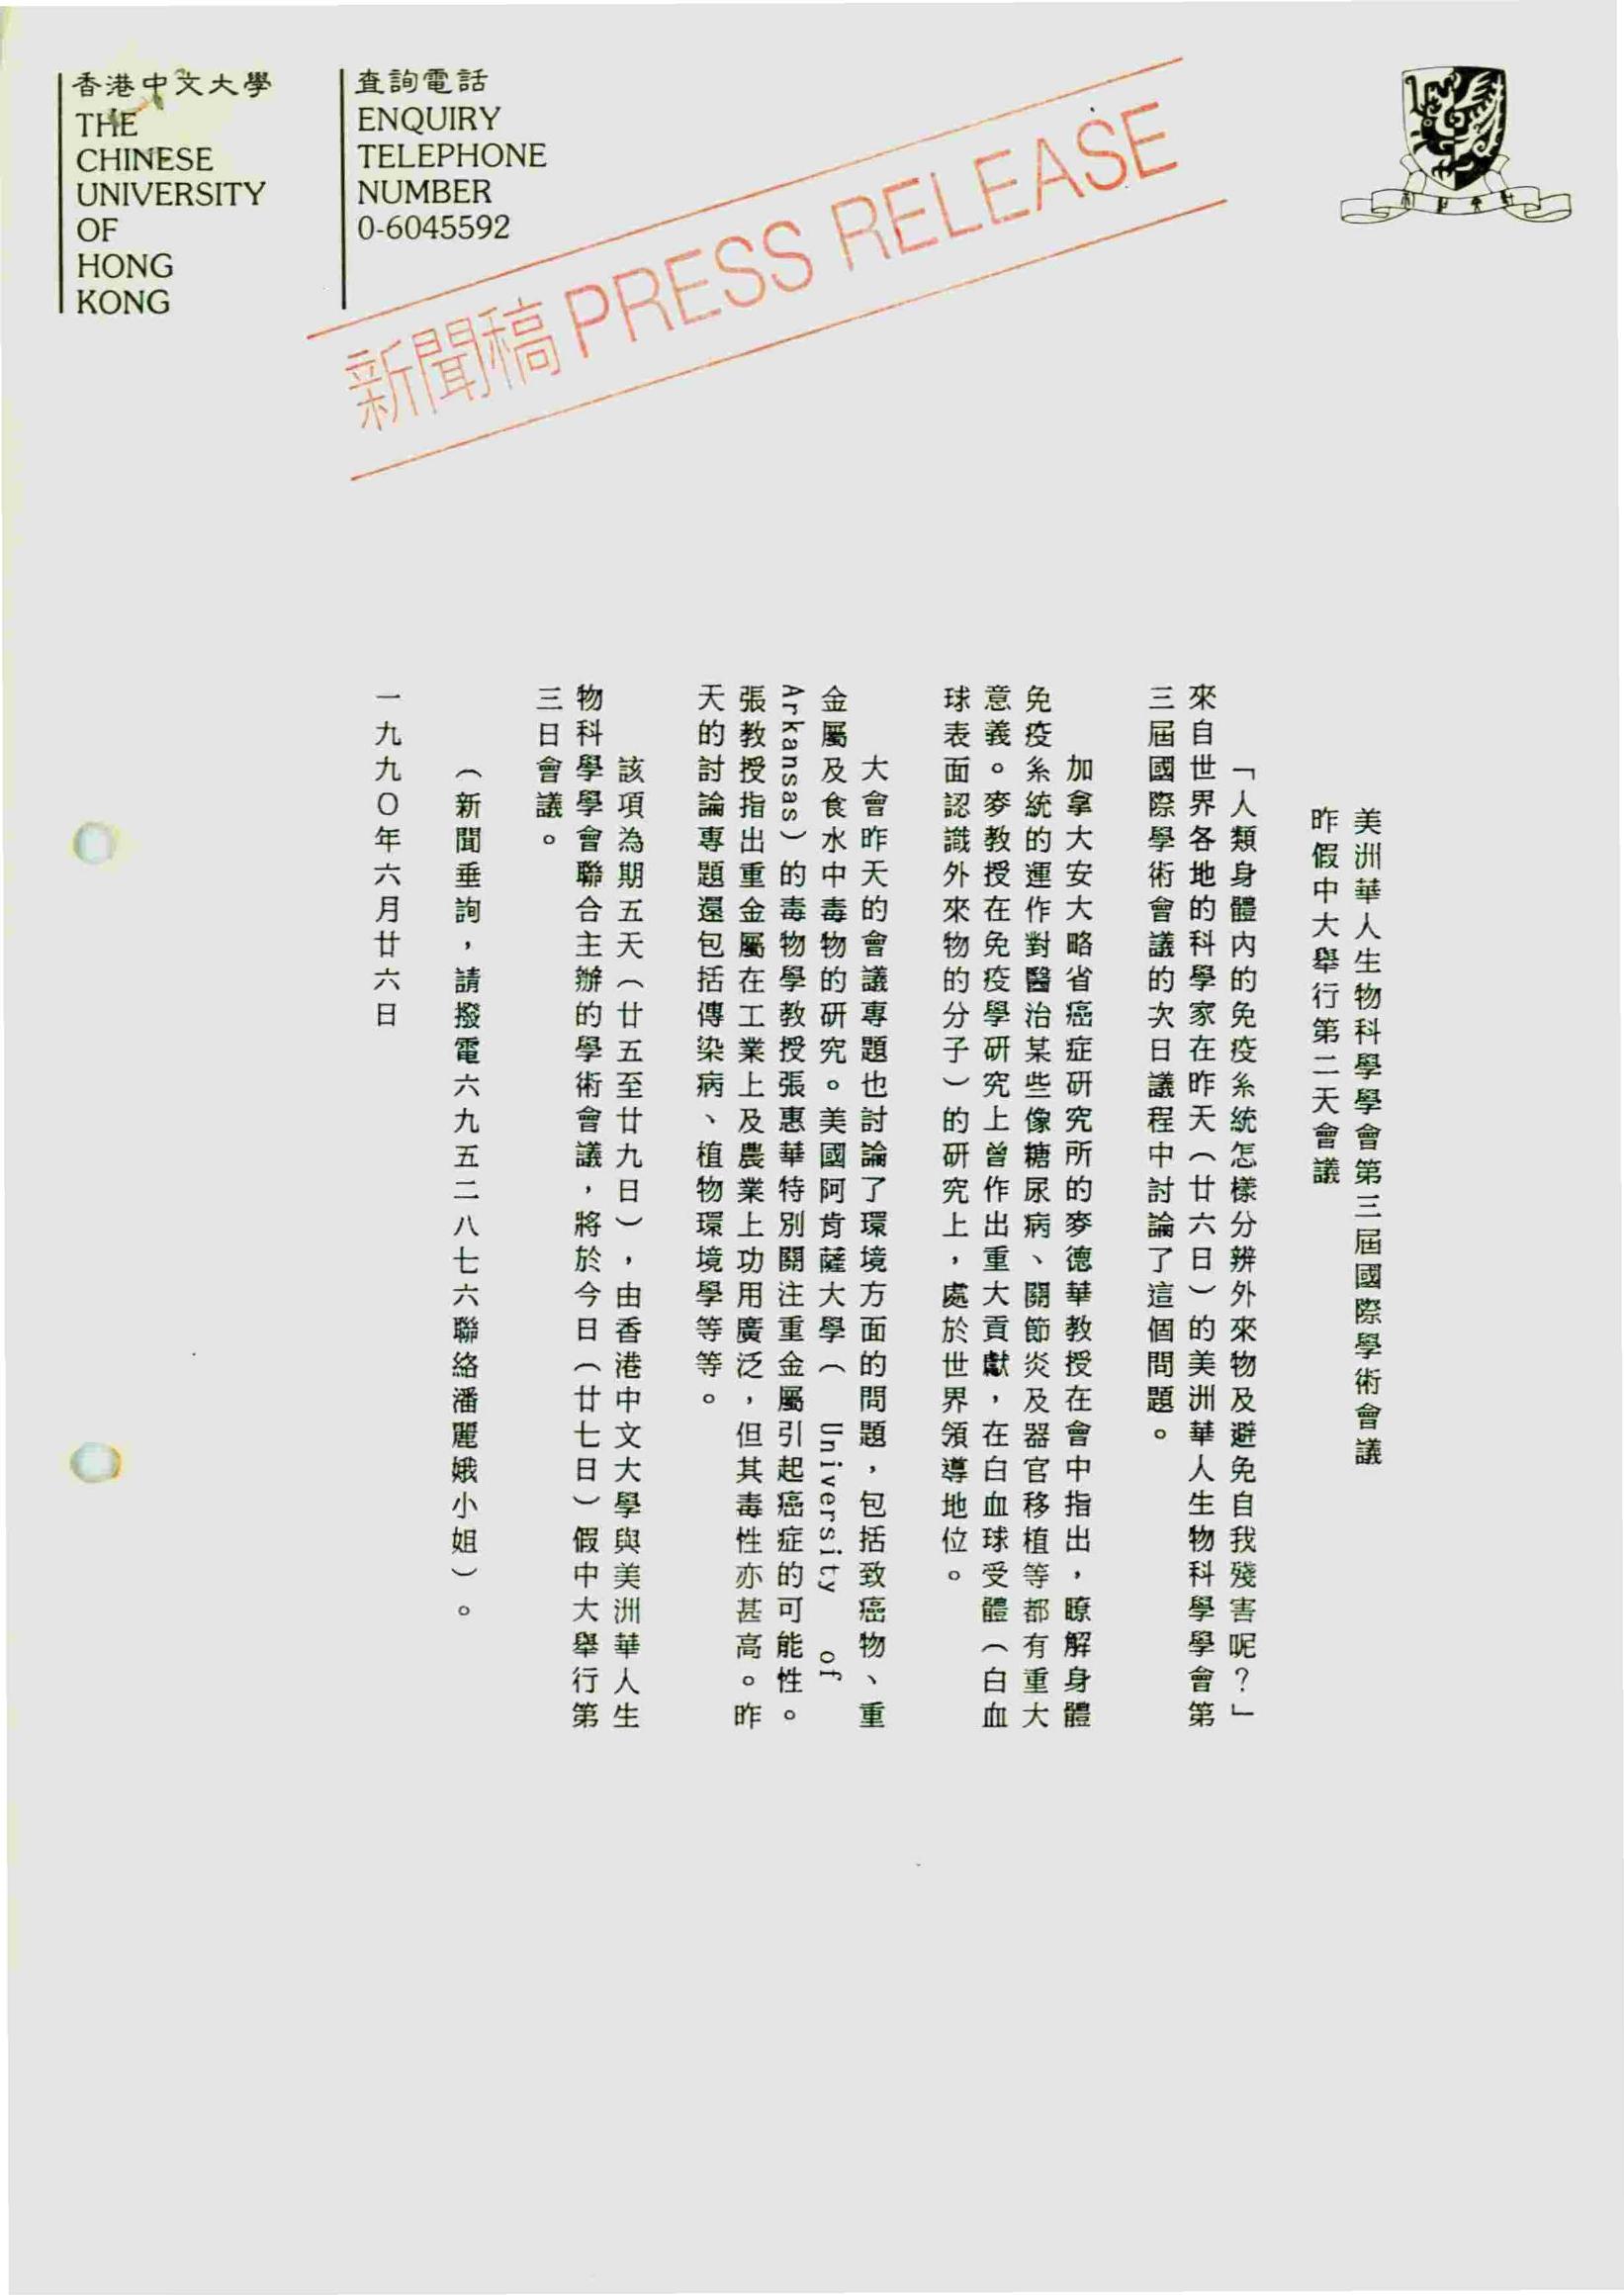 香港中文大學
THE
CHINESE
UNIVERSITY
OF
HONG
KONG
查詢電話
ENQUIRY
TELEPHONE
NUMBER
0-6045592
新聞稿 PRESS RELEASE
美洲華人生物科學學會第三屆國際學術會議
昨假中大舉行第二天會議
「人類身體內的免疫系統怎樣分辨外來物及避免自我殘害呢？」
來自世界各地的科學家在昨天（廿六日）的美洲華人生物科學學會第
三屆國際學術會議的次日議程中討論了這個問題。
加拿大安大略省癌症研究所的麥德華教授在會中指出，瞭解身體
免疫系統的運作對醫治某些像糖尿病、關節炎及器官移植等都有重大
意義。麥教授在免疫學研究上曾作出重大貢獻，在白血球受體（白血
球表面認識外來物的分子）的研究上，處於世界領導地位。
大會昨天的會議專題也討論了環境方面的問題，包括致癌物、重
金屬及食水中毒物的研究。美國阿肯薩大學（ University of
Arkansas）的毒物學教授張惠華特別關注重金屬引起癌症的可能性。
張教授指出重金屬在工業上及農業上功用廣泛，但其毒性亦甚高。昨
天的討論專題還包括傳染病、植物環境學等等。
該項為期五天（廿五至廿九日），由香港中文大學與美洲華人生
物科學學會聯合主辦的學術會議，將於今日（廿七日）假中大舉行第
三日會議。
（新聞垂詢，請撥電六九五二八七六聯絡潘麗娥小姐）。
一九九〇年六月廿六日